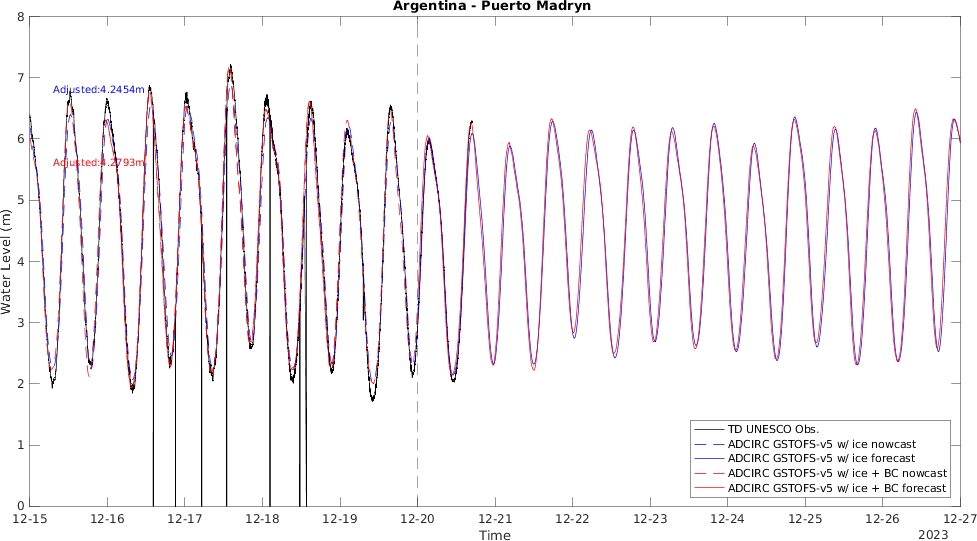 Argentina - Puerto Madryn
8
7
Adjusted:4.2454m
6
Adjusted:4.2793m
5
4
3
2
1
0
Water Level (m)
TD UNESCO Obs.
ADCIRC GSTOFS-v5 w/ ice nowcast
ADCIRC GSTOFS-v5 w/ ice forecast
ADCIRC GSTOFS-v5 w/ ice + BC nowcast
ADCIRC GSTOFS-v5 w/ ice + BC forecast
12-15 12-16 12-17 12-18 12-19 12-20 12-21 12-22 12-23 12-24 12-25 12-26 12-27
Time
2023